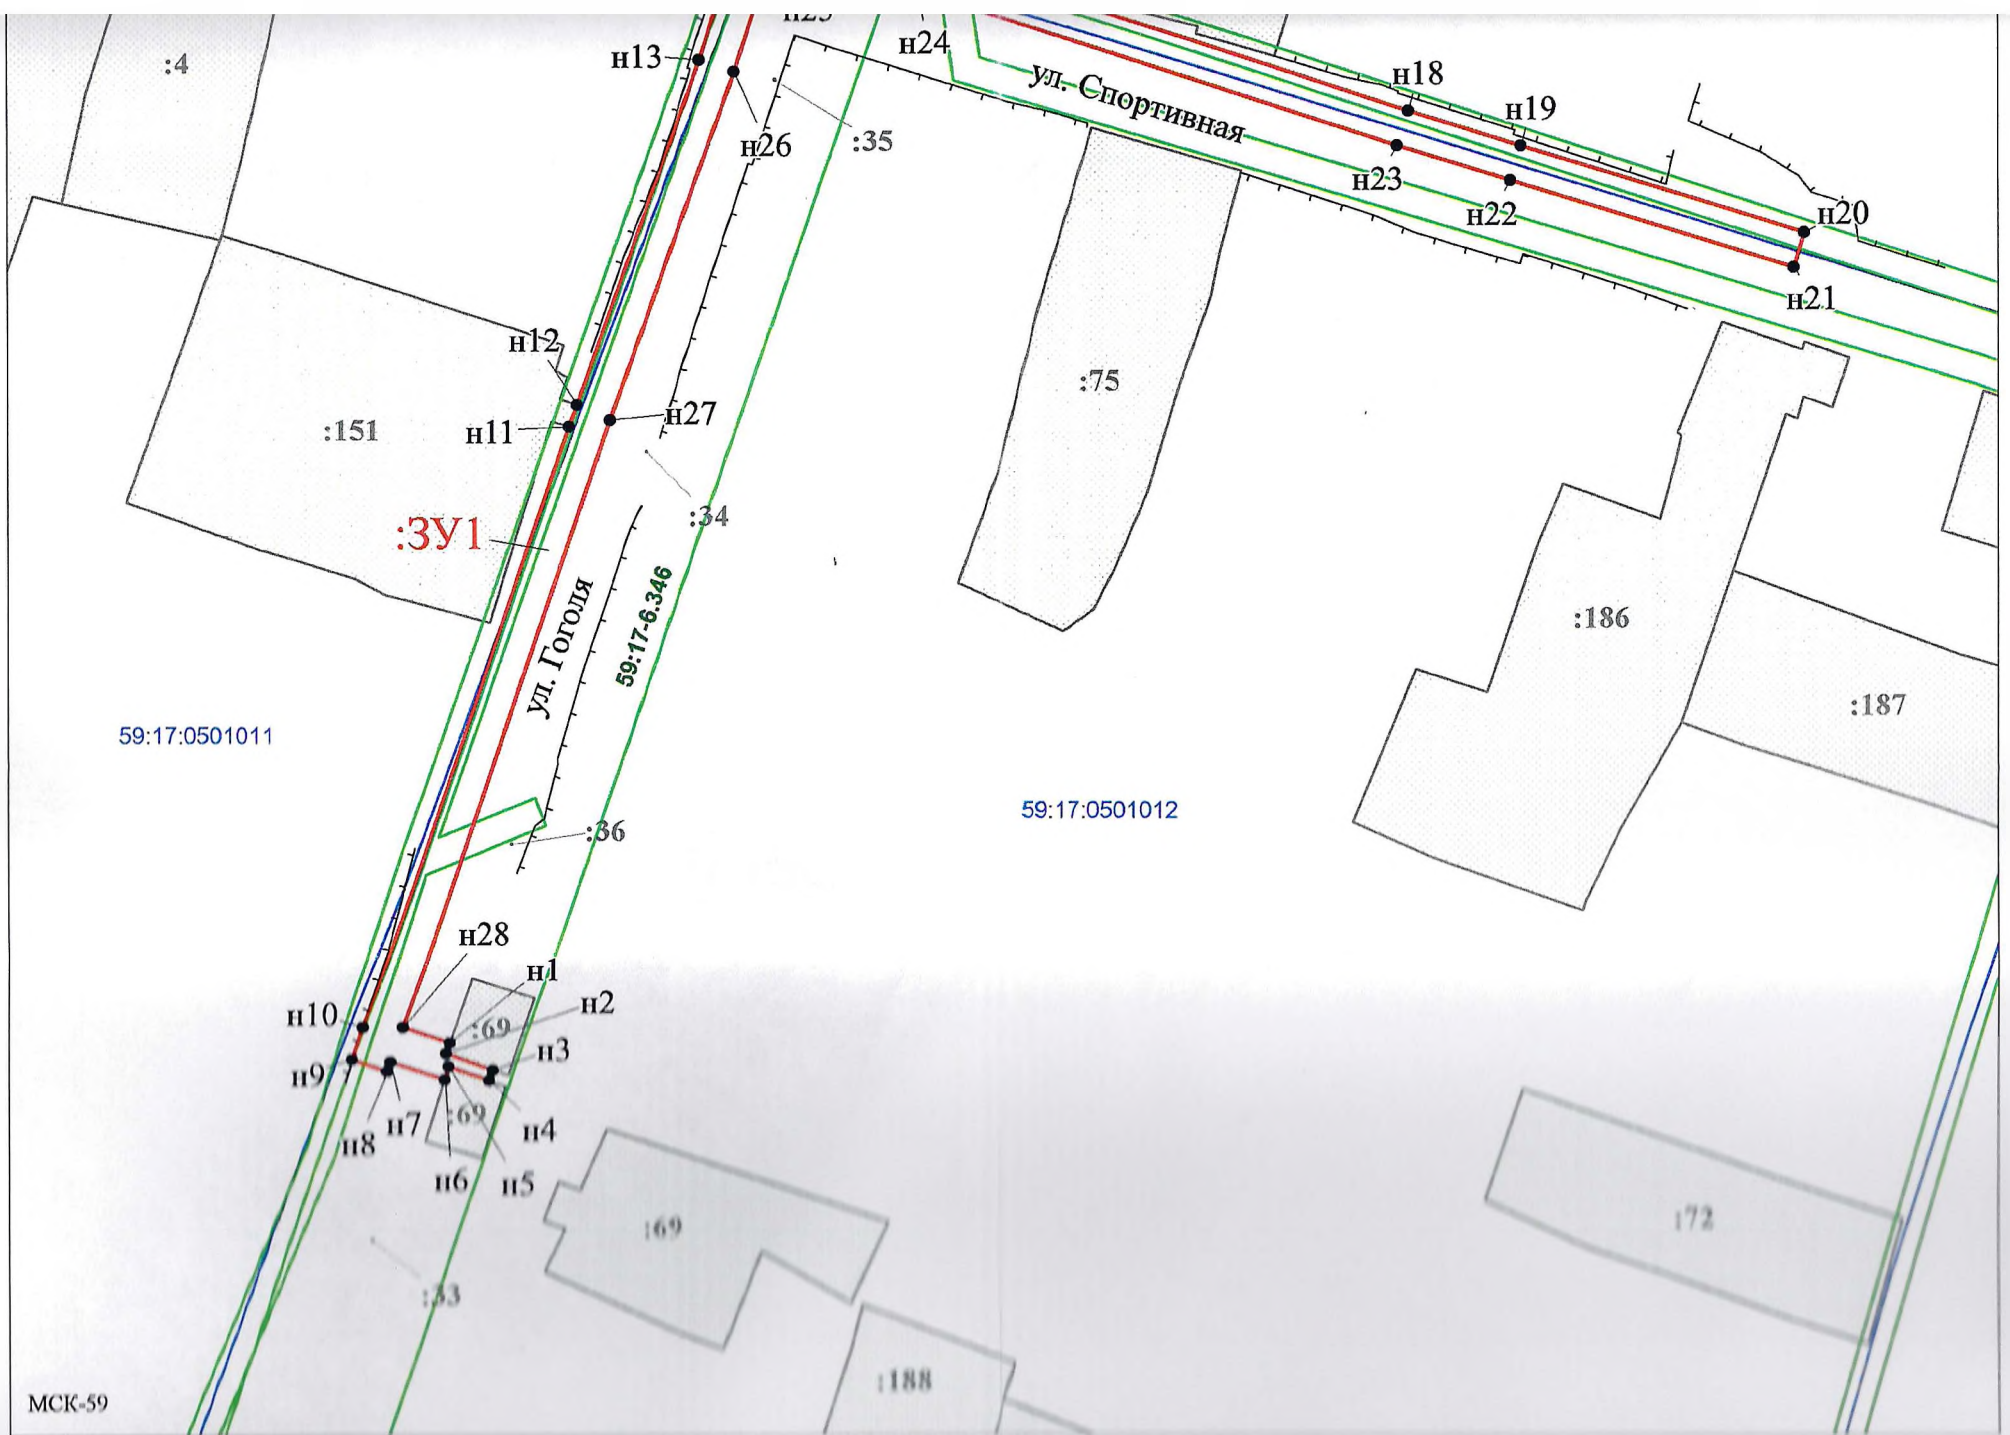 н24
:4
н13
н18
ул. Спортивная
н19
:35
н26
н23
н20
н22
н21
н12
:75
н27
:151
н11
:34
:ЗУ1
ул. Гоголя
59:17-6.346
:186
:187
59:17:0501011
59:17:0501012
:36
н28
н1
н2
н10
:69
н3
н9
:69
н7
н4
н8
н6
н5
:69
:72
:33
:188
МСК-59